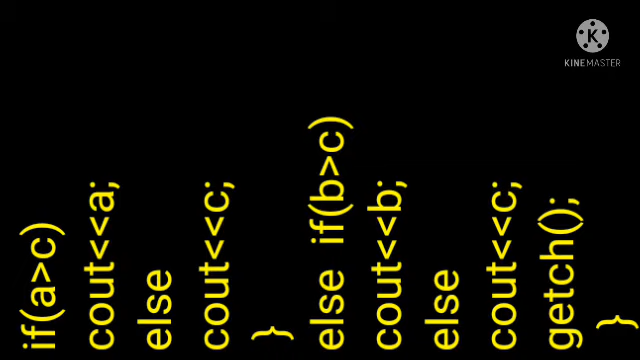 if(a>c)
cout<<a;
else
cout<<c;
}
else if(b>c)
cout<<b;
else
cout<<c;
getch();
}
K
KINEMASTER